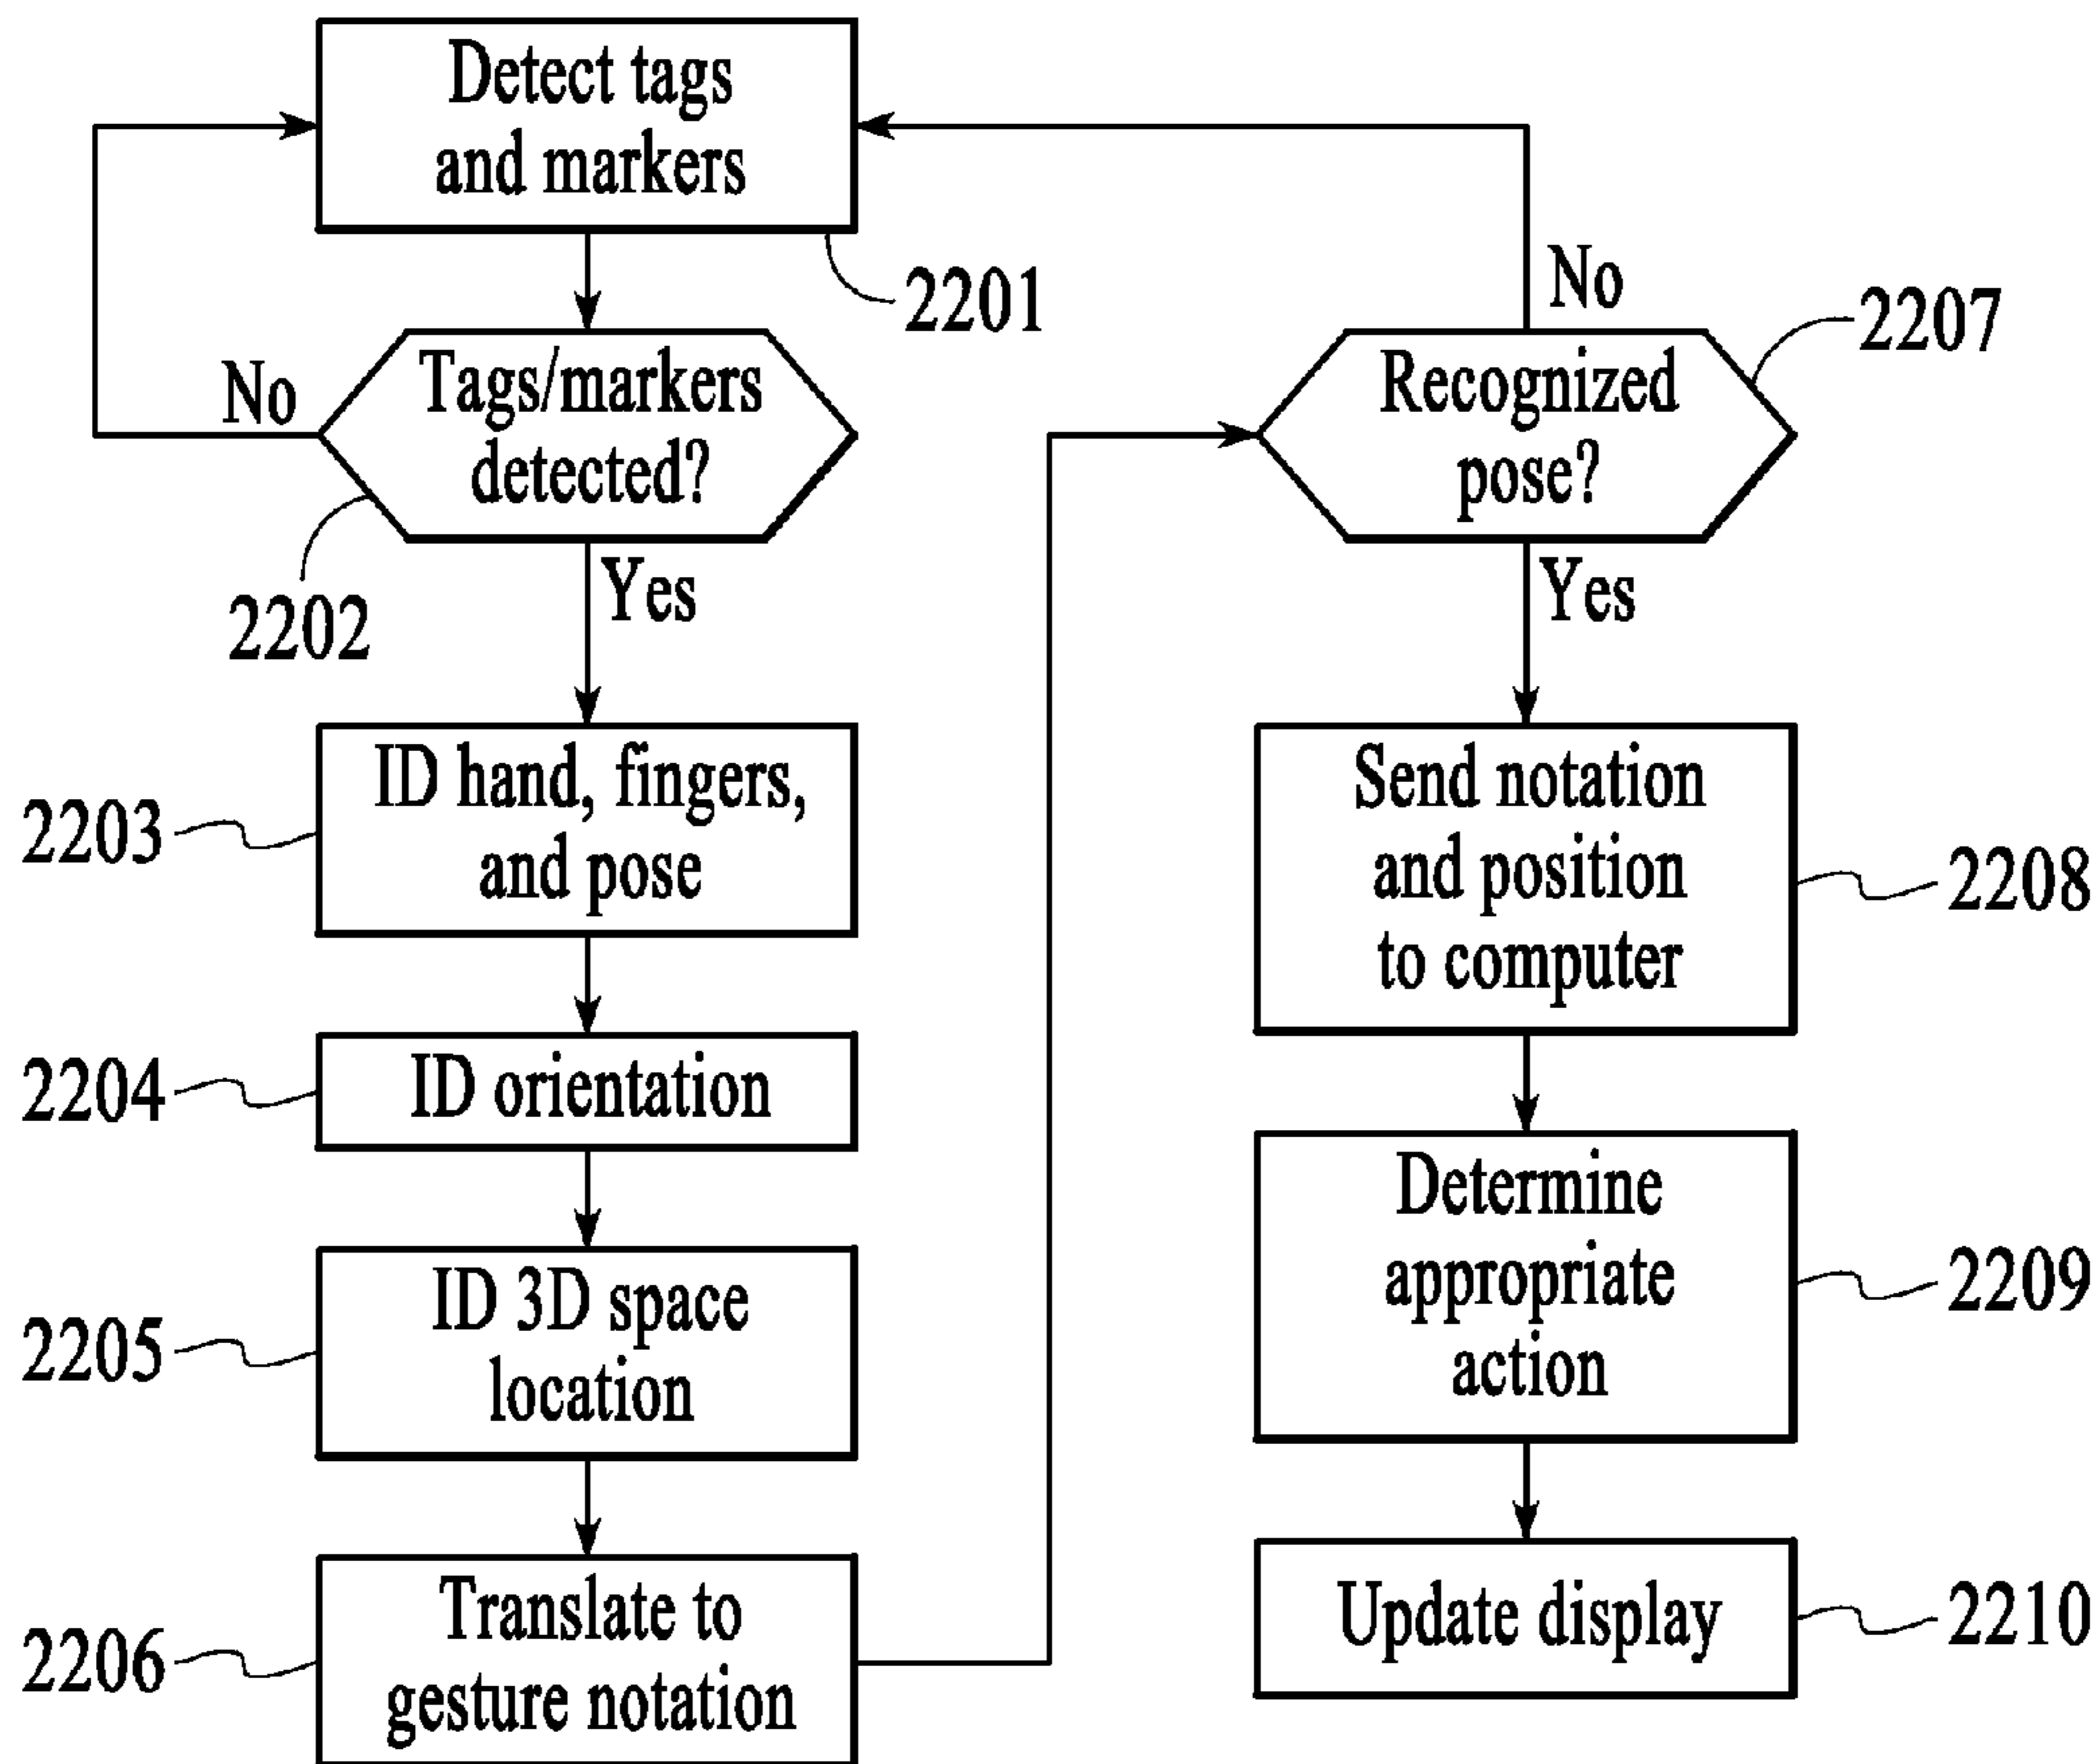 Detect tags
and markers
2201
No
Tags/markers
detected?
2202
Yes
ID hand, fingers,
and pose
2203
ID orientation
2204
ID 3D space
location
2205
Translate to
gesture notation
2206
No
2207
Recognized
pose?
Yes
Send notation
and position
to computer
2208
Determine
appropriate
action
2209
Update display
2210